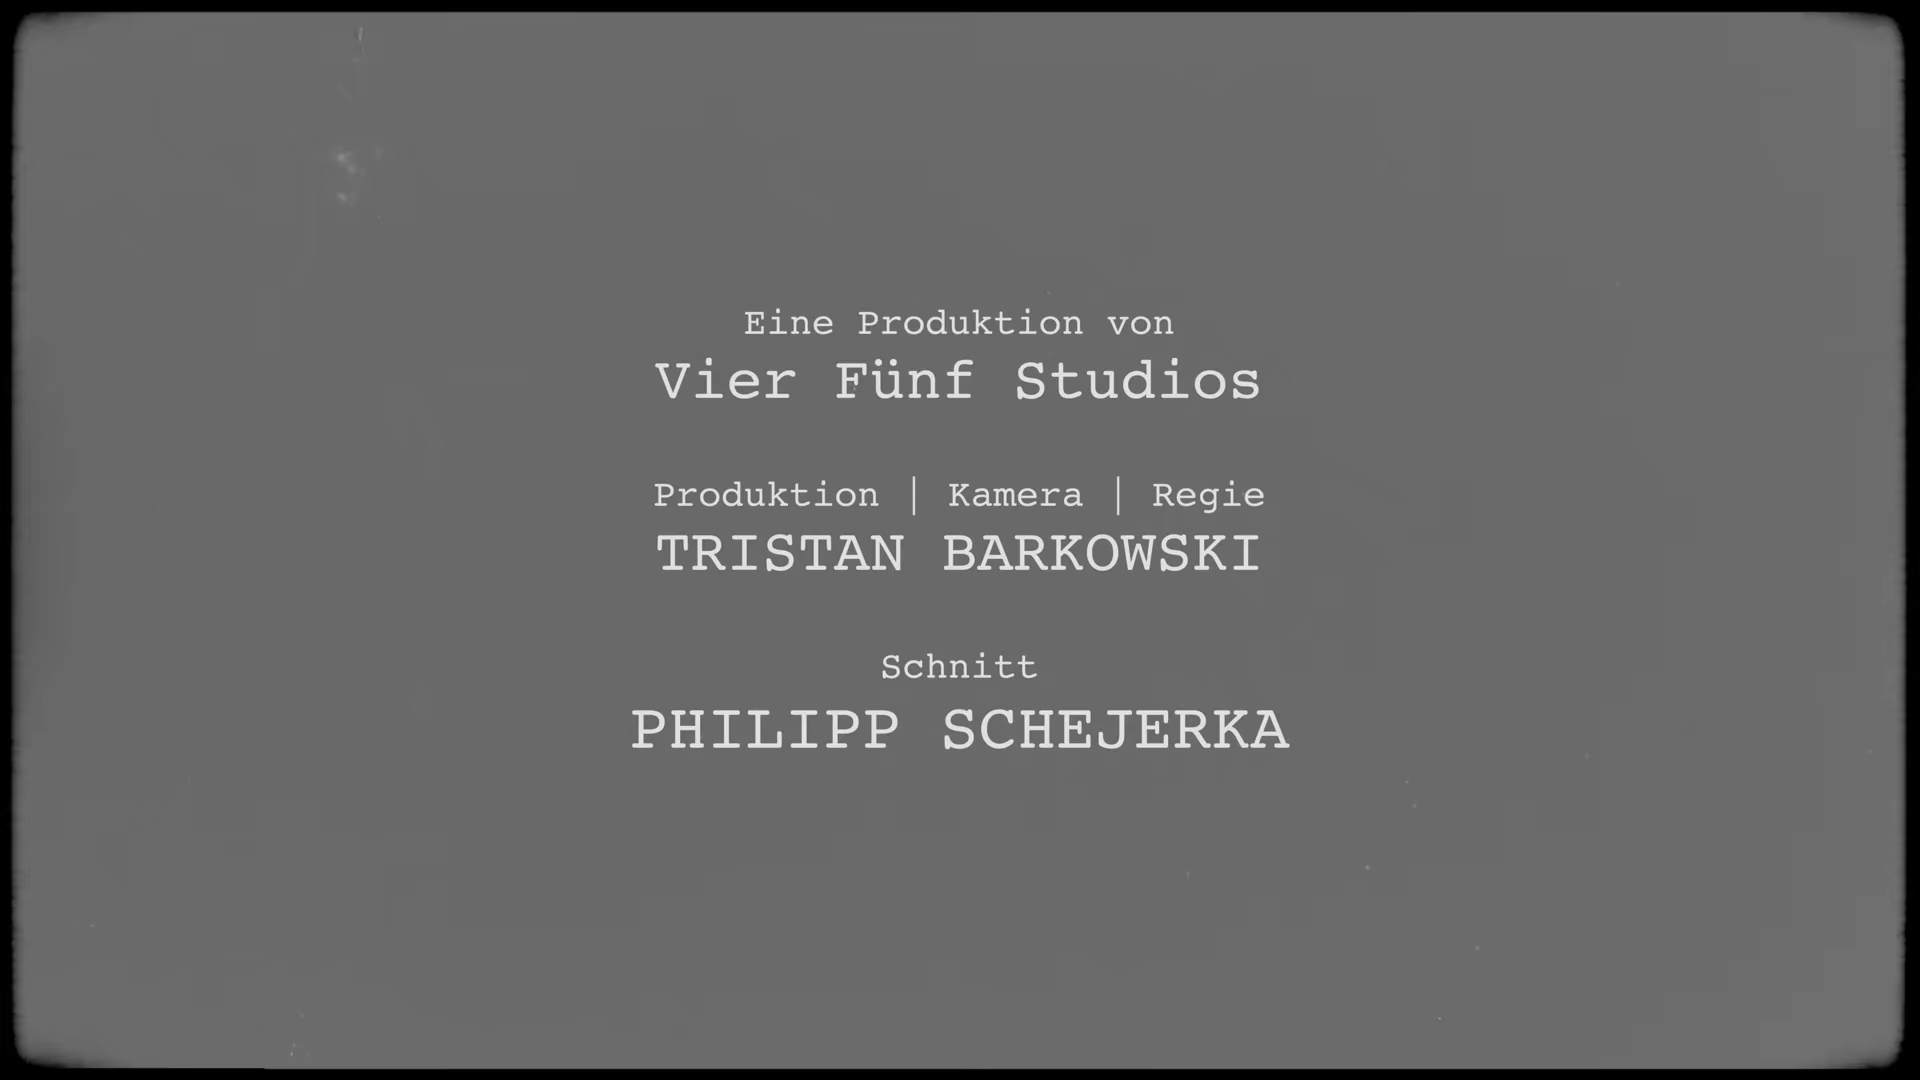 Eine Produktion von
Vier Fünf Studios
Produktion | Kamera | Regie
TRISTAN BARKOWSKI
Schnitt
PHILIPP SCHEJERKA